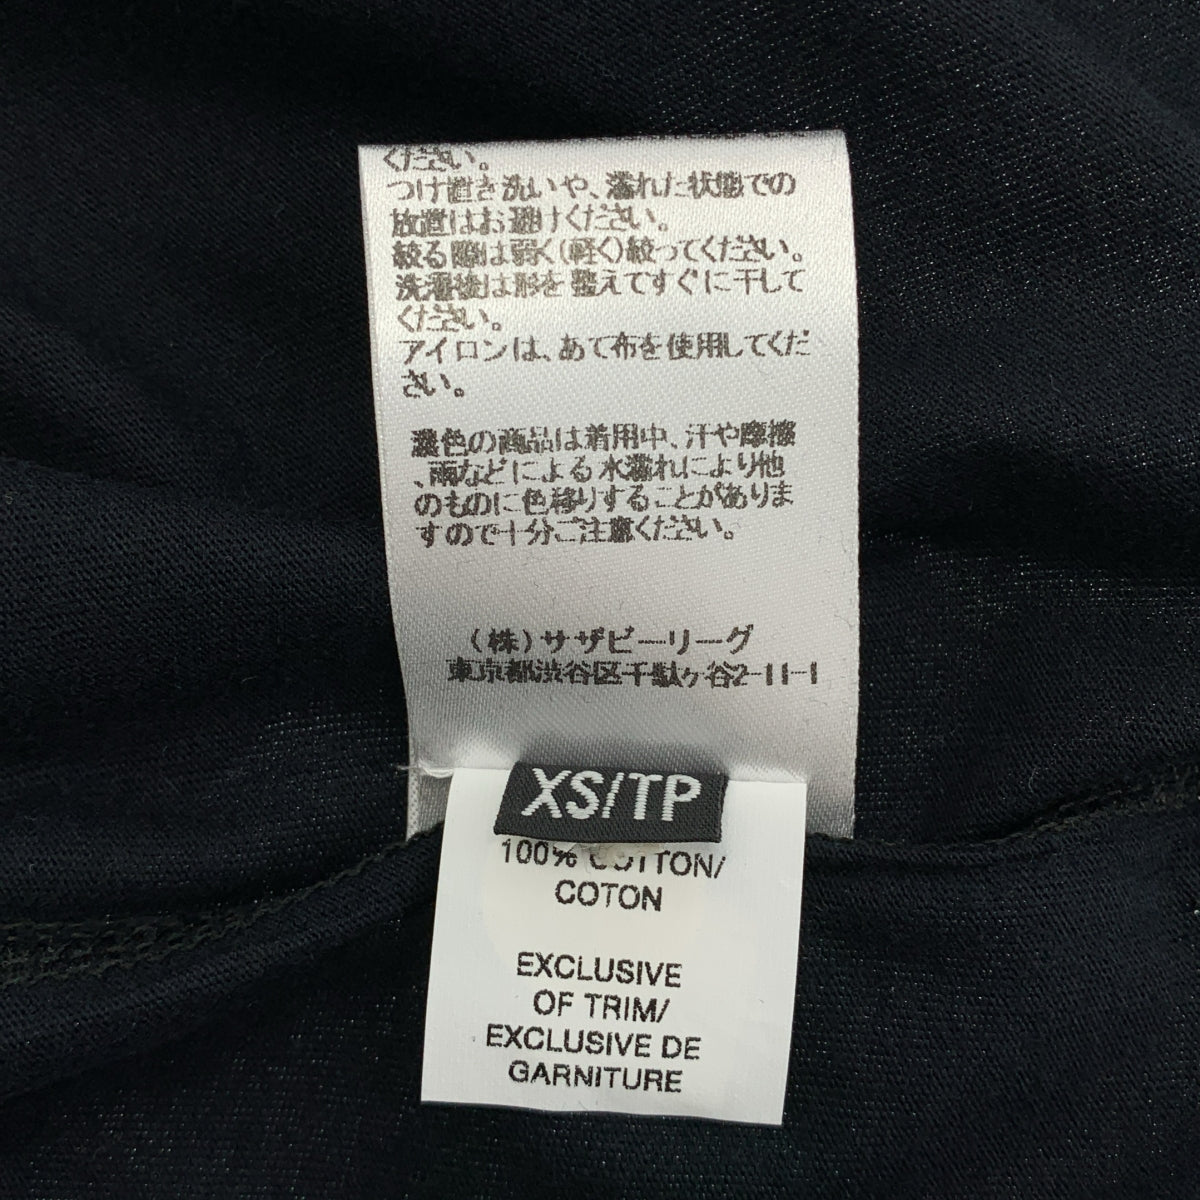 ください。
つけ置き洗いや、濡れた状態での
放置はお避けください。
絞る際は弱く(軽く)絞ってください。
洗濯後は形を整えてすぐに干して
ください。
アイロンは、あて布を使用してくだ
さい。
濃色の商品は着用中、汗や摩擦
、雨などによる水濡れにより他
のものに色移りすることがありま
すので十分ご注意ください。
(株)サザビーリーグ
東京都渋谷区千駄ヶ谷2-11-1
XS/TP
100% COTTON/
COTON
EXCLUSIVE
OF TRIM/
EXCLUSIVE DE
GARNITURE